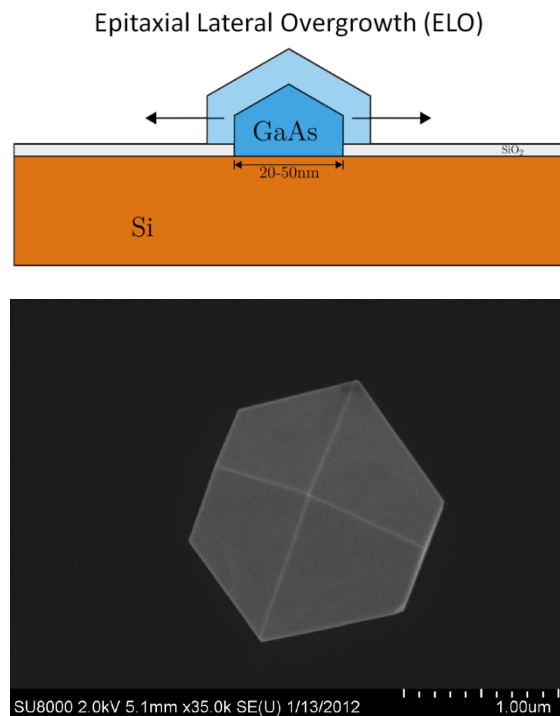 Epitaxial Lateral Overgrowth (ELO)
GaAs
SiO₂
20-50nm
Si
SU8000 2.0kV 5.1mm x35.0k SE(U) 1/13/2012 1.00um